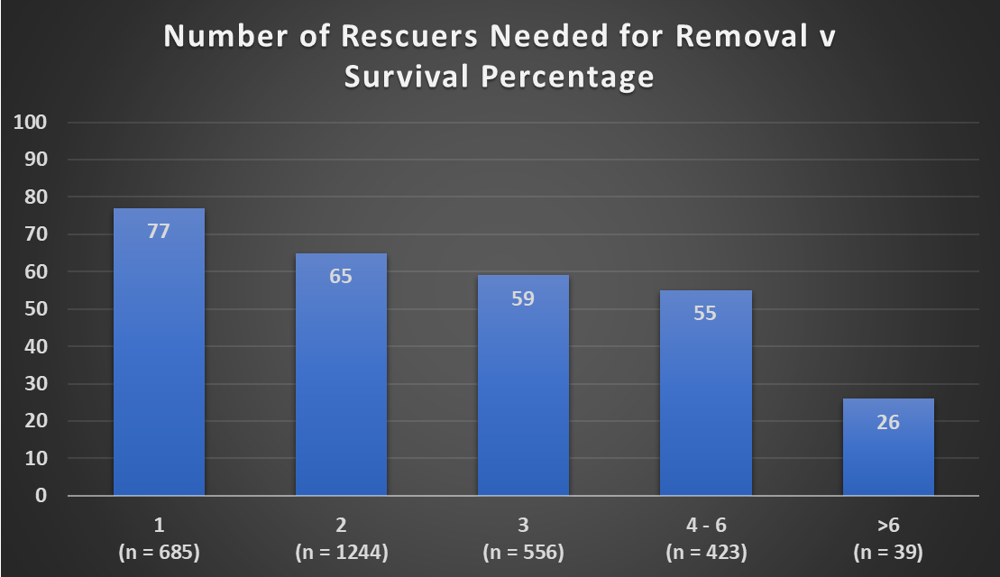 Number of Rescuers Needed for Removal v
Survival Percentage
100
90
80
70
60
50
40
30
20
10
0
77
65
59
55
26
1
(n = 685)
2
(n = 1244)
3
(n = 556)
4 - 6
(n = 423)
>6
(n = 39)